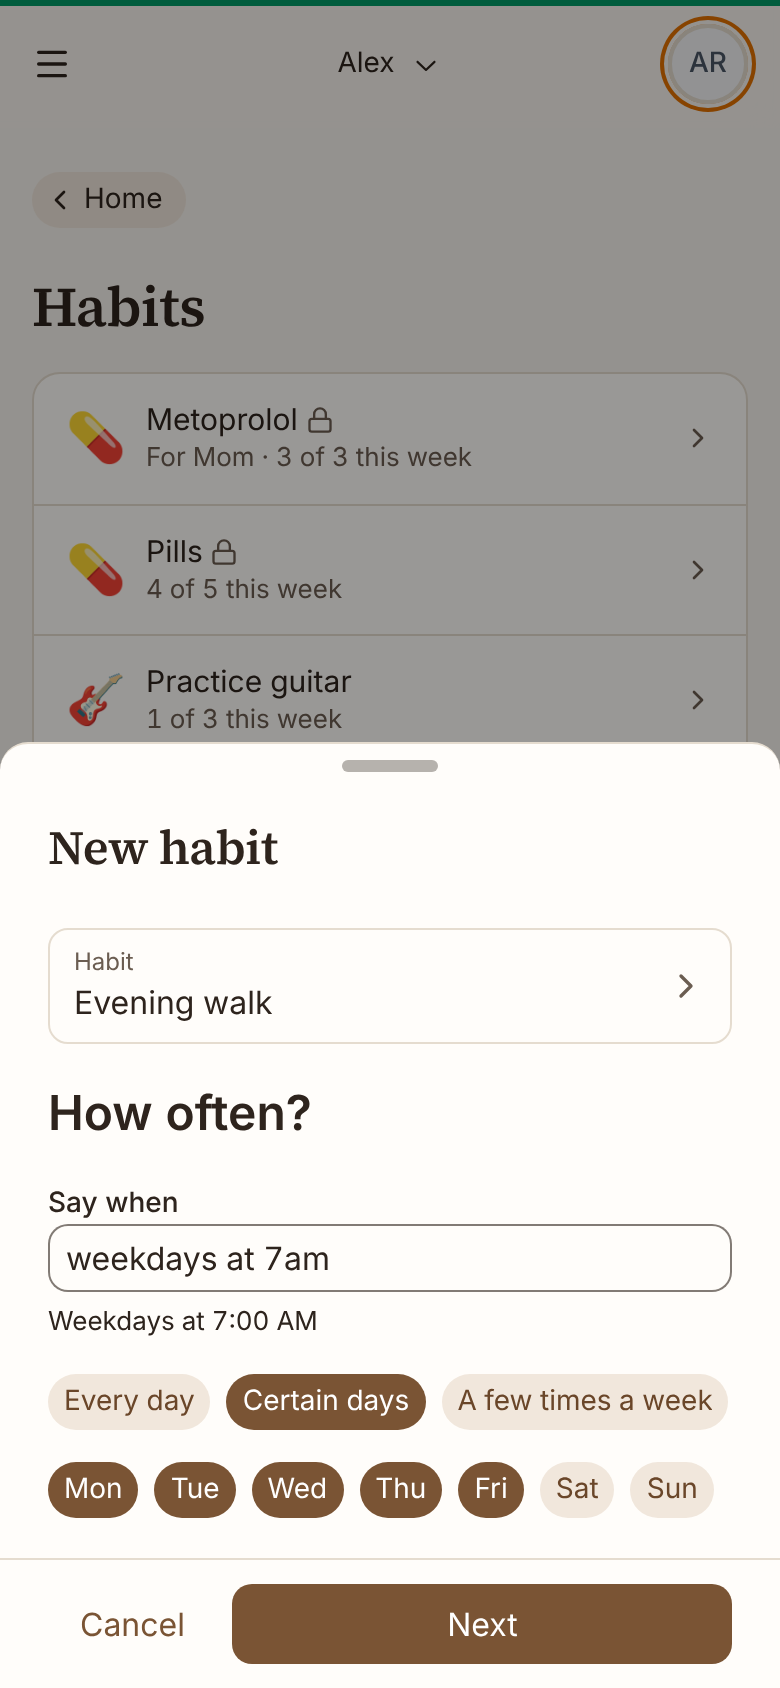 Alex
AR
Home
Habits
Metoprolol
For Mom · 3 of 3 this week
Pills
4 of 5 this week
Practice guitar
1 of 3 this week
New habit
Habit
Evening walk
How often?
Say when
weekdays at 7am
Weekdays at 7:00 AM
Every day Certain days A few times a week
Mon Tue Wed Thu Fri Sat Sun
Cancel Next